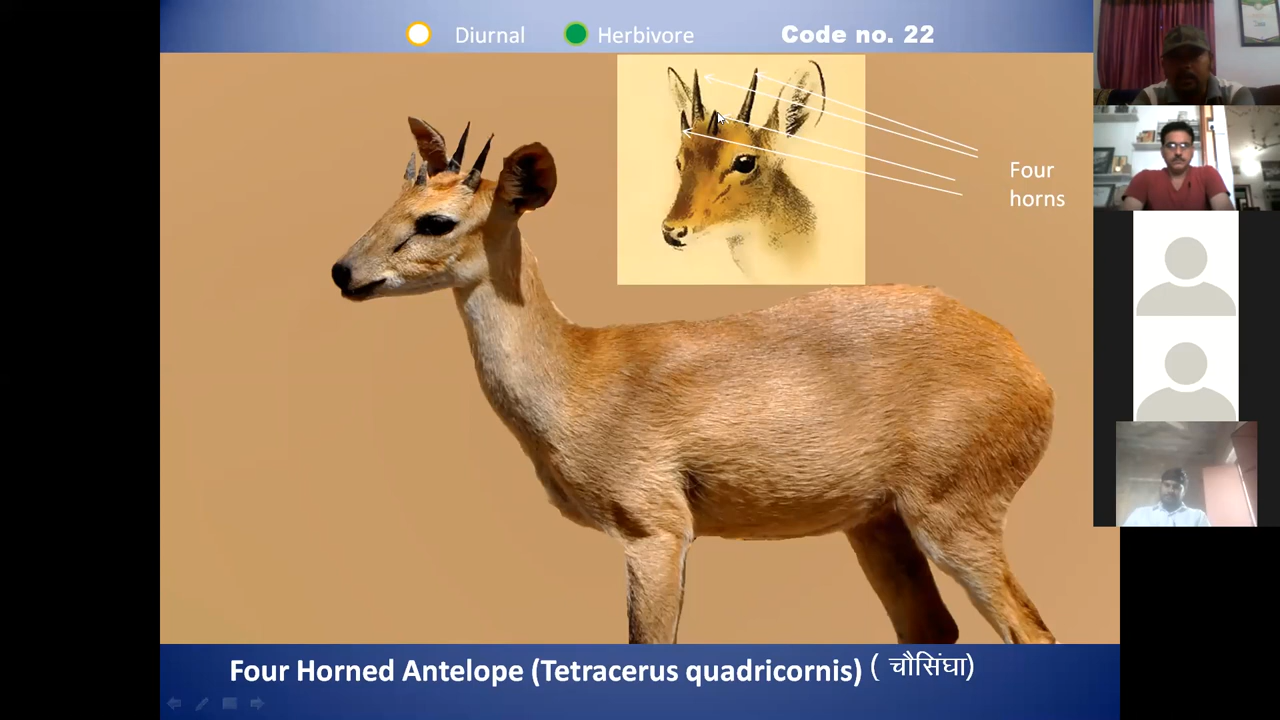 Diurnal Herbivore Code no. 22
Four
horns
Four Horned Antelope (Tetracerus quadricornis) ( चौसिंघा)